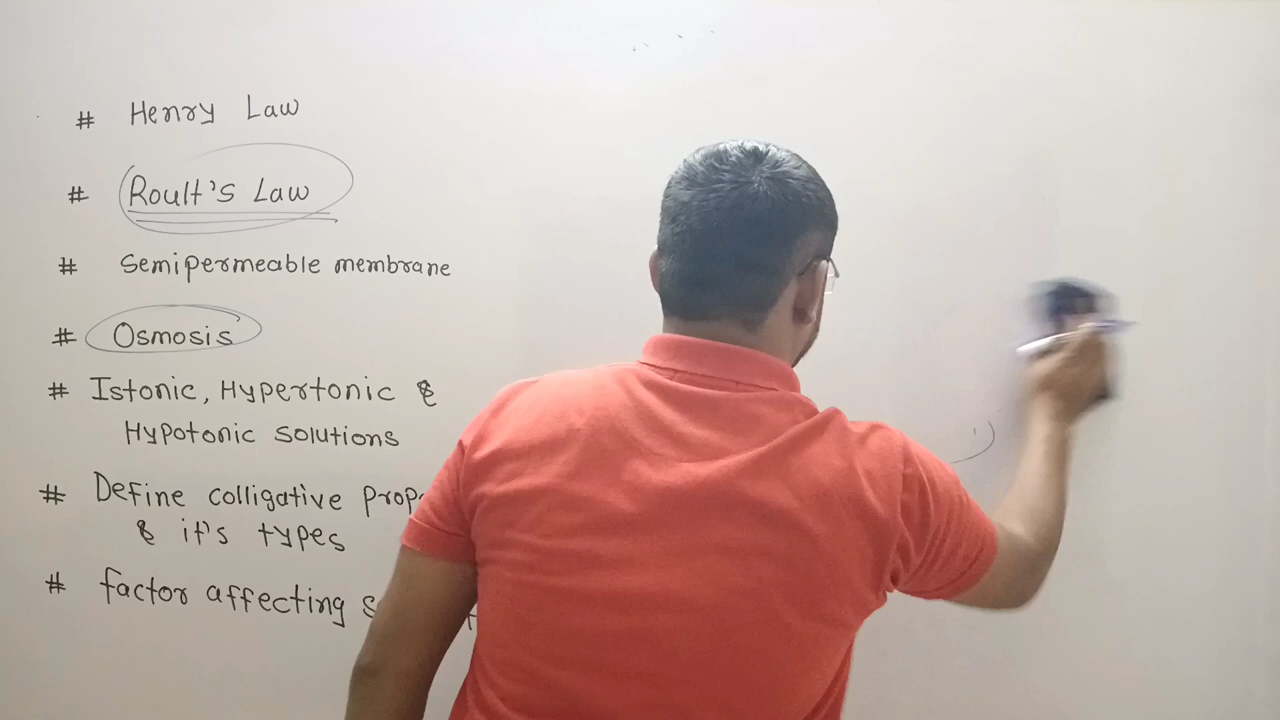 # Henry Law
# Roult's Law
# Semipermeable membrane
# Osmosis
# Istonic, Hypertonic &
Hypotonic solutions
# Define colligative prop
& it's types
# factor affecting s